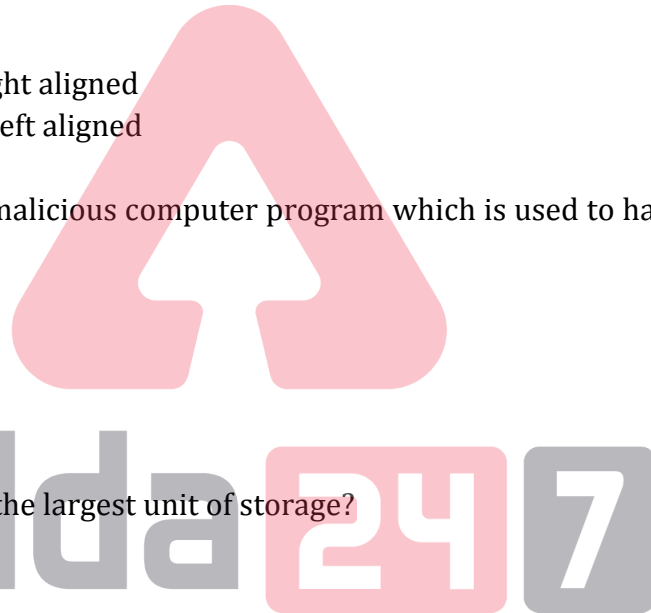 ght aligned
eft aligned
malicious computer program which is used to ha
the largest unit of storage?
dda 24 7